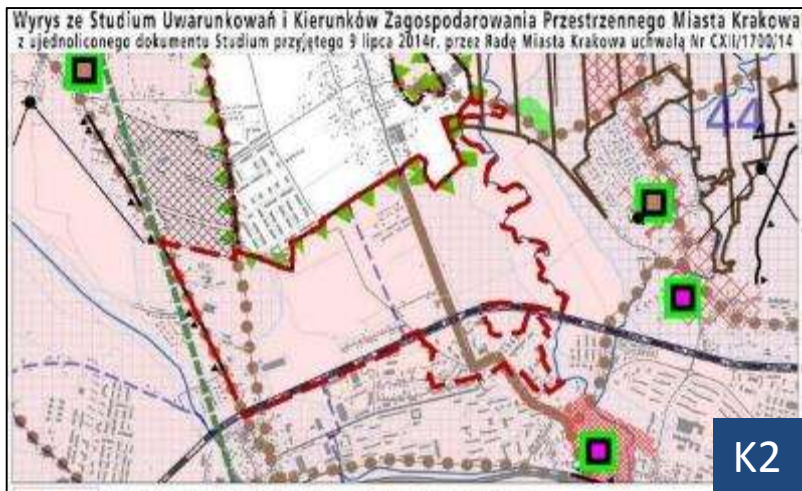 Wyrys ze Studium Uwarunkowań i Kierunków Zagospodarowania Przestrzennego Miasta Krakowa
z ujednoliconego dokumentu Studium przyjętego 9 lipca 2014r. przez Radę Miasta Krakowa uchwałą Nr CXII/1700/14
44
K2